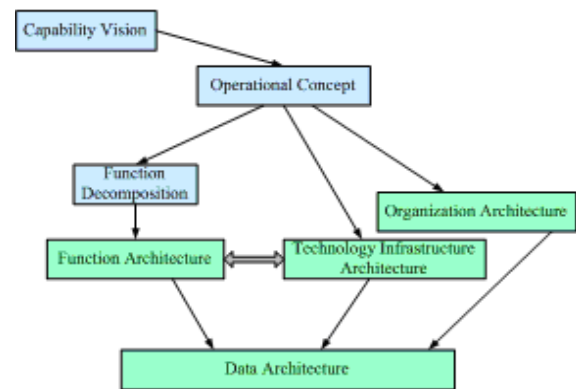 Capability Vision
Operational Concept
Function
Decomposition
Organization Architecture
Function Architecture
Technology Infrastructure
Architecture
Data Architecture